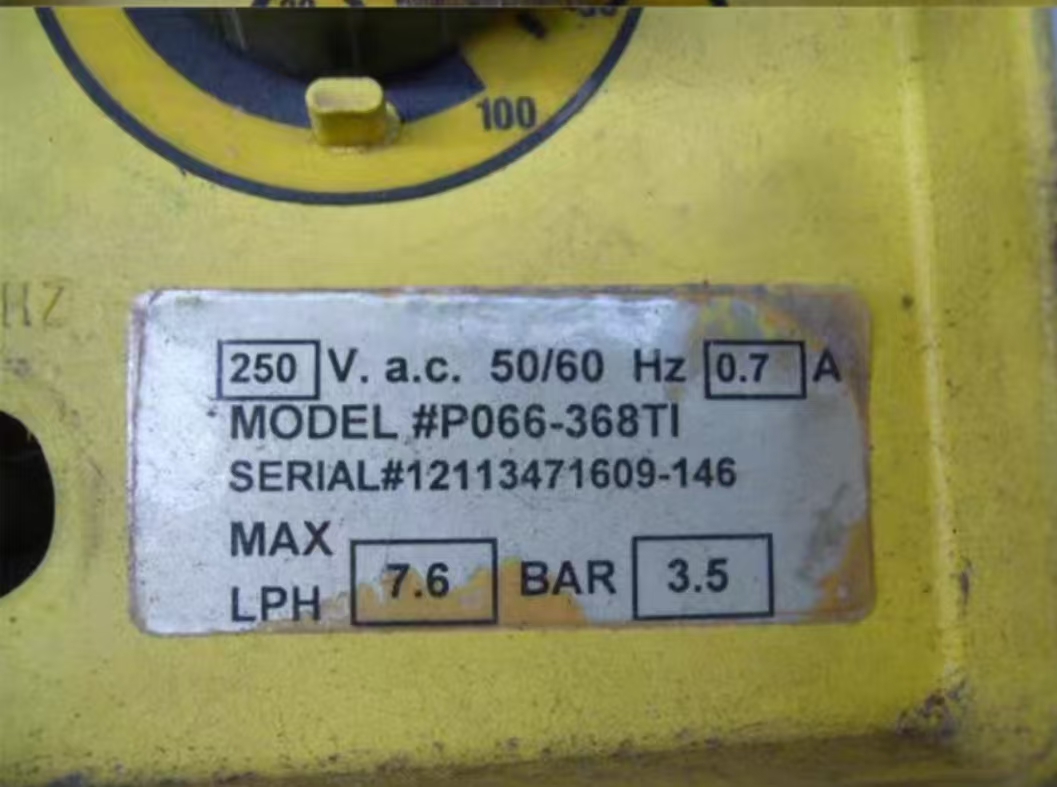 100
HZ
250 V. a.c. 50/60 Hz 0.7 A
MODEL #P066-368TI
SERIAL#12113471609-146
MAX
LPH 7.6 BAR 3.5